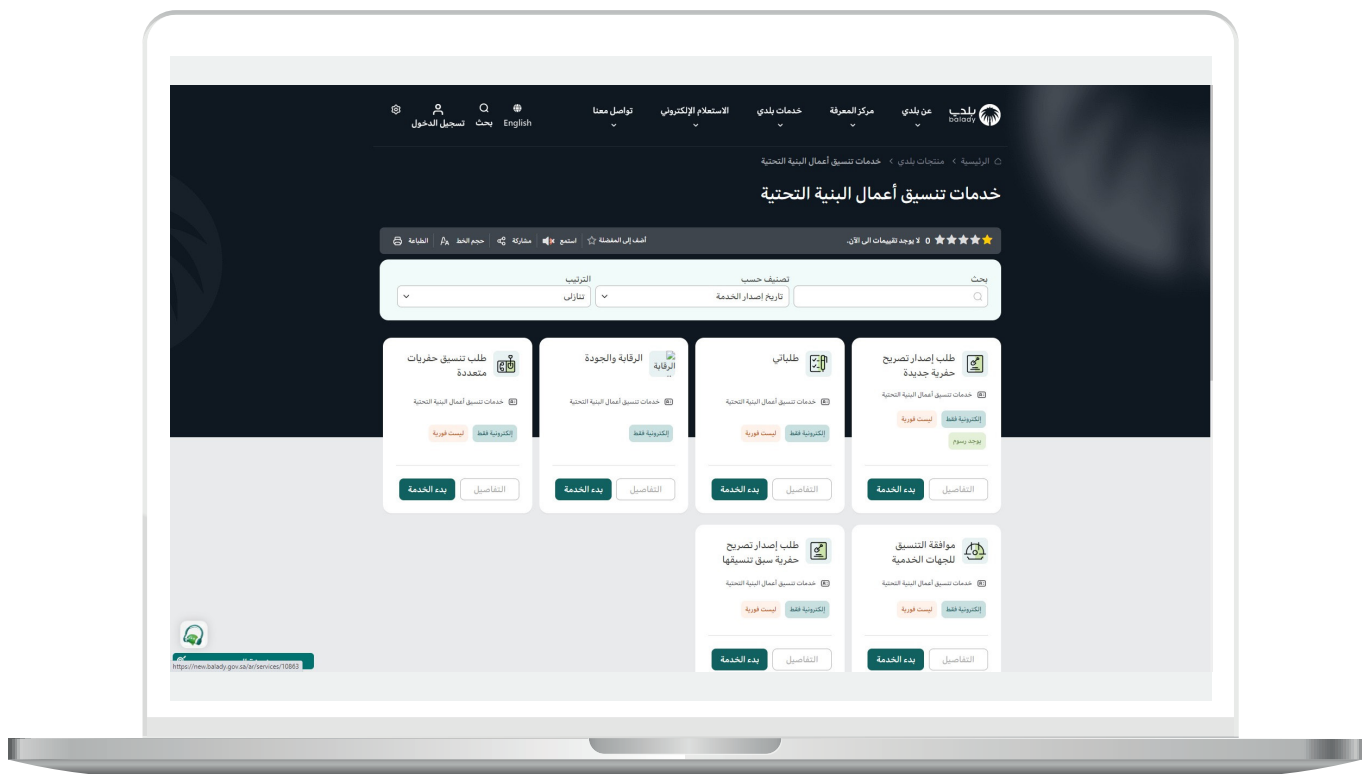 بلدي
balady
عن بلدي
مركز المعرفة
خدمات بلدي
الاستعلام الإلكتروني
تواصل معنا
English
بحث
تسجيل الدخول
الرئيسية › منتجات بلدي › خدمات تنسيق أعمال البنية التحتية
خدمات تنسيق أعمال البنية التحتية
0 لا يوجد تقييمات الى الآن.
أضف إلى المفضلة
استمع
مشاركة
حجم الخط
الطباعة
بحث
تصنيف حسب
الترتيب
تاريخ اصدار الخدمة
تنازلى
طلب إصدار تصريح
حفرية جديدة
خدمات تنسيق أعمال البنية التحتية
إلكترونية فقط
ليست فورية
يوجد رسوم
التفاصيل
بدء الخدمة
طلباتي
خدمات تنسيق أعمال البنية التحتية
إلكترونية فقط
ليست فورية
التفاصيل
بدء الخدمة
الرقابة والجودة
الرقابة
خدمات تنسيق أعمال البنية التحتية
إلكترونية فقط
التفاصيل
بدء الخدمة
طلب تنسيق حفريات
متعددة
خدمات تنسيق أعمال البنية التحتية
إلكترونية فقط
ليست فورية
التفاصيل
بدء الخدمة
موافقة التنسيق
للجهات الخدمية
خدمات تنسيق أعمال البنية التحتية
إلكترونية فقط
ليست فورية
التفاصيل
بدء الخدمة
طلب إصدار تصريح
حفرية سبق تنسيقها
خدمات تنسيق أعمال البنية التحتية
إلكترونية فقط
ليست فورية
التفاصيل
بدء الخدمة
https://new.balady.gov.sa/ar/services/10863